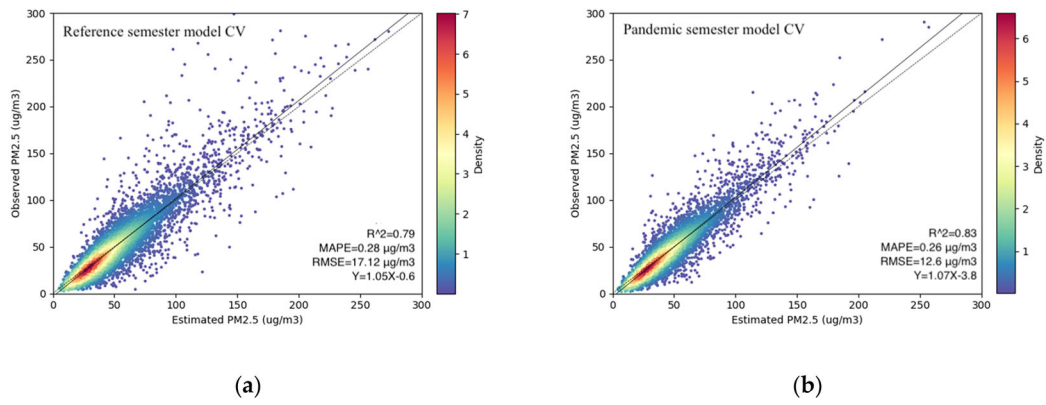 Reference semester model CV
300
250
200
150
100
50
0
Observed PM2.5 (ug/m3)
0 50 100 150 200 250 300
Estimated PM2.5 (ug/m3)
R^2=0.79
MAPE=0.28 μg/m3
RMSE=17.12 μg/m3
Y=1.05X-0.6
7
6
5
4
3
2
1
Density
(a)
Pandemic semester model CV
300
250
200
150
100
50
0
Observed PM2.5 (ug/m3)
0 50 100 150 200 250 300
Estimated PM2.5 (ug/m3)
R^2=0.83
MAPE=0.26 μg/m3
RMSE=12.6 μg/m3
Y=1.07X-3.8
6
5
4
3
2
1
Density
(b)